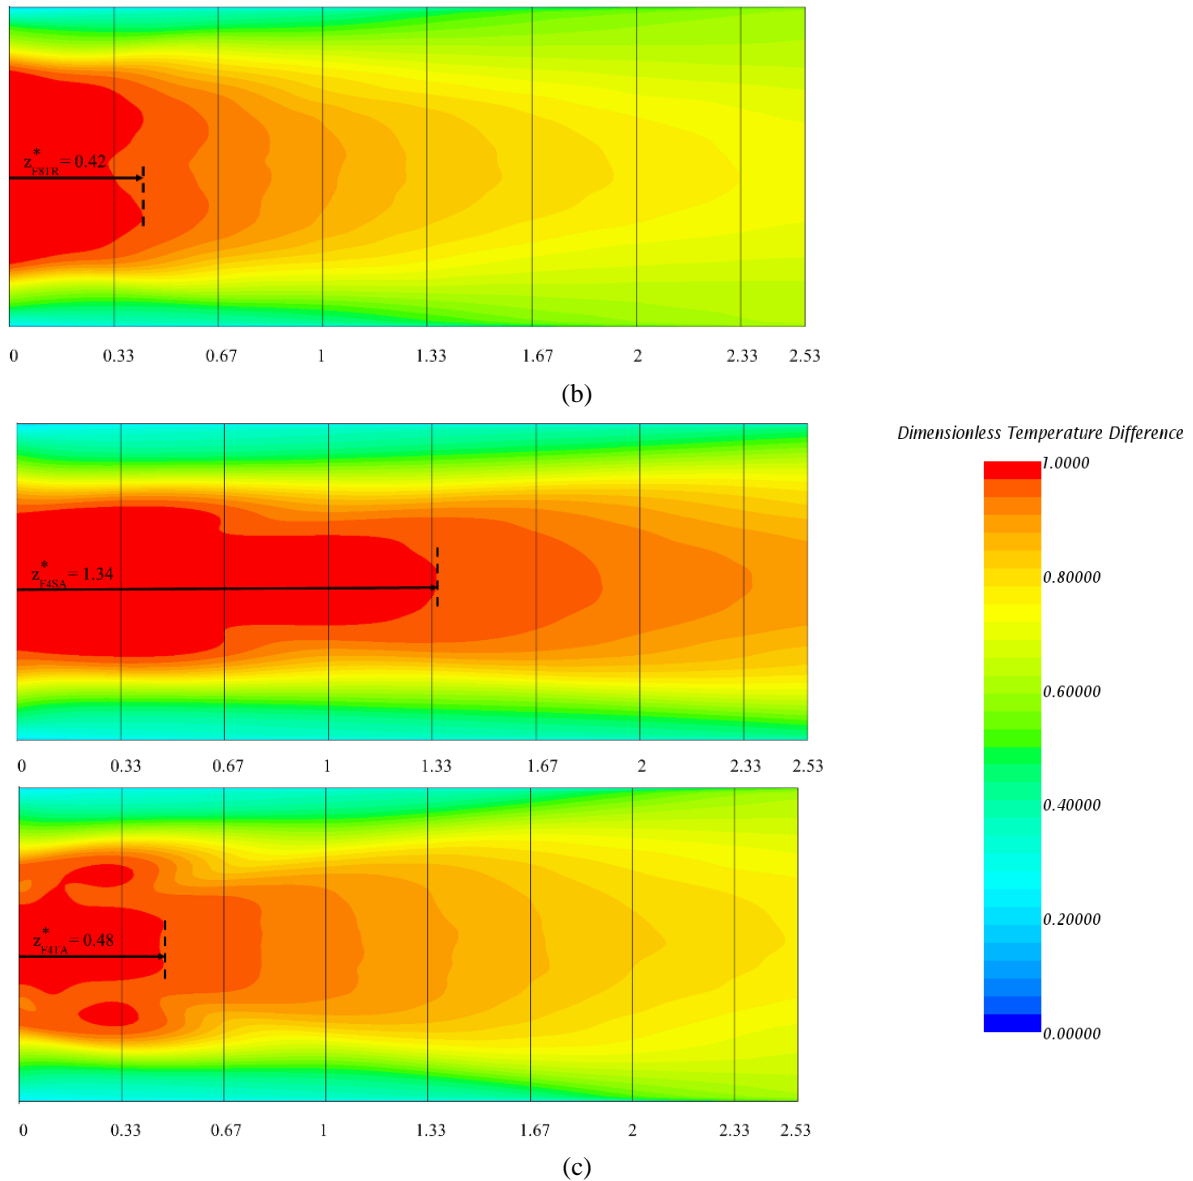 z*F8TR = 0.42
0 0.33 0.67 1 1.33 1.67 2 2.33 2.53
(b)
Dimensionless Temperature Difference
1.0000
0.80000
0.60000
0.40000
0.20000
0.00000
z*F4SA = 1.34
0 0.33 0.67 1 1.33 1.67 2 2.33 2.53
z*F4TA = 0.48
0 0.33 0.67 1 1.33 1.67 2 2.33 2.53
(c)